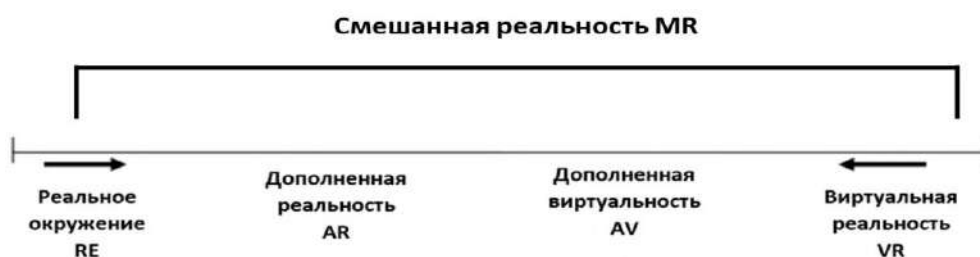 Смешанная реальность MR
Реальное
окружение
RE
Дополненная
реальность
AR
Дополненная
виртуальность
AV
Виртуальная
реальность
VR